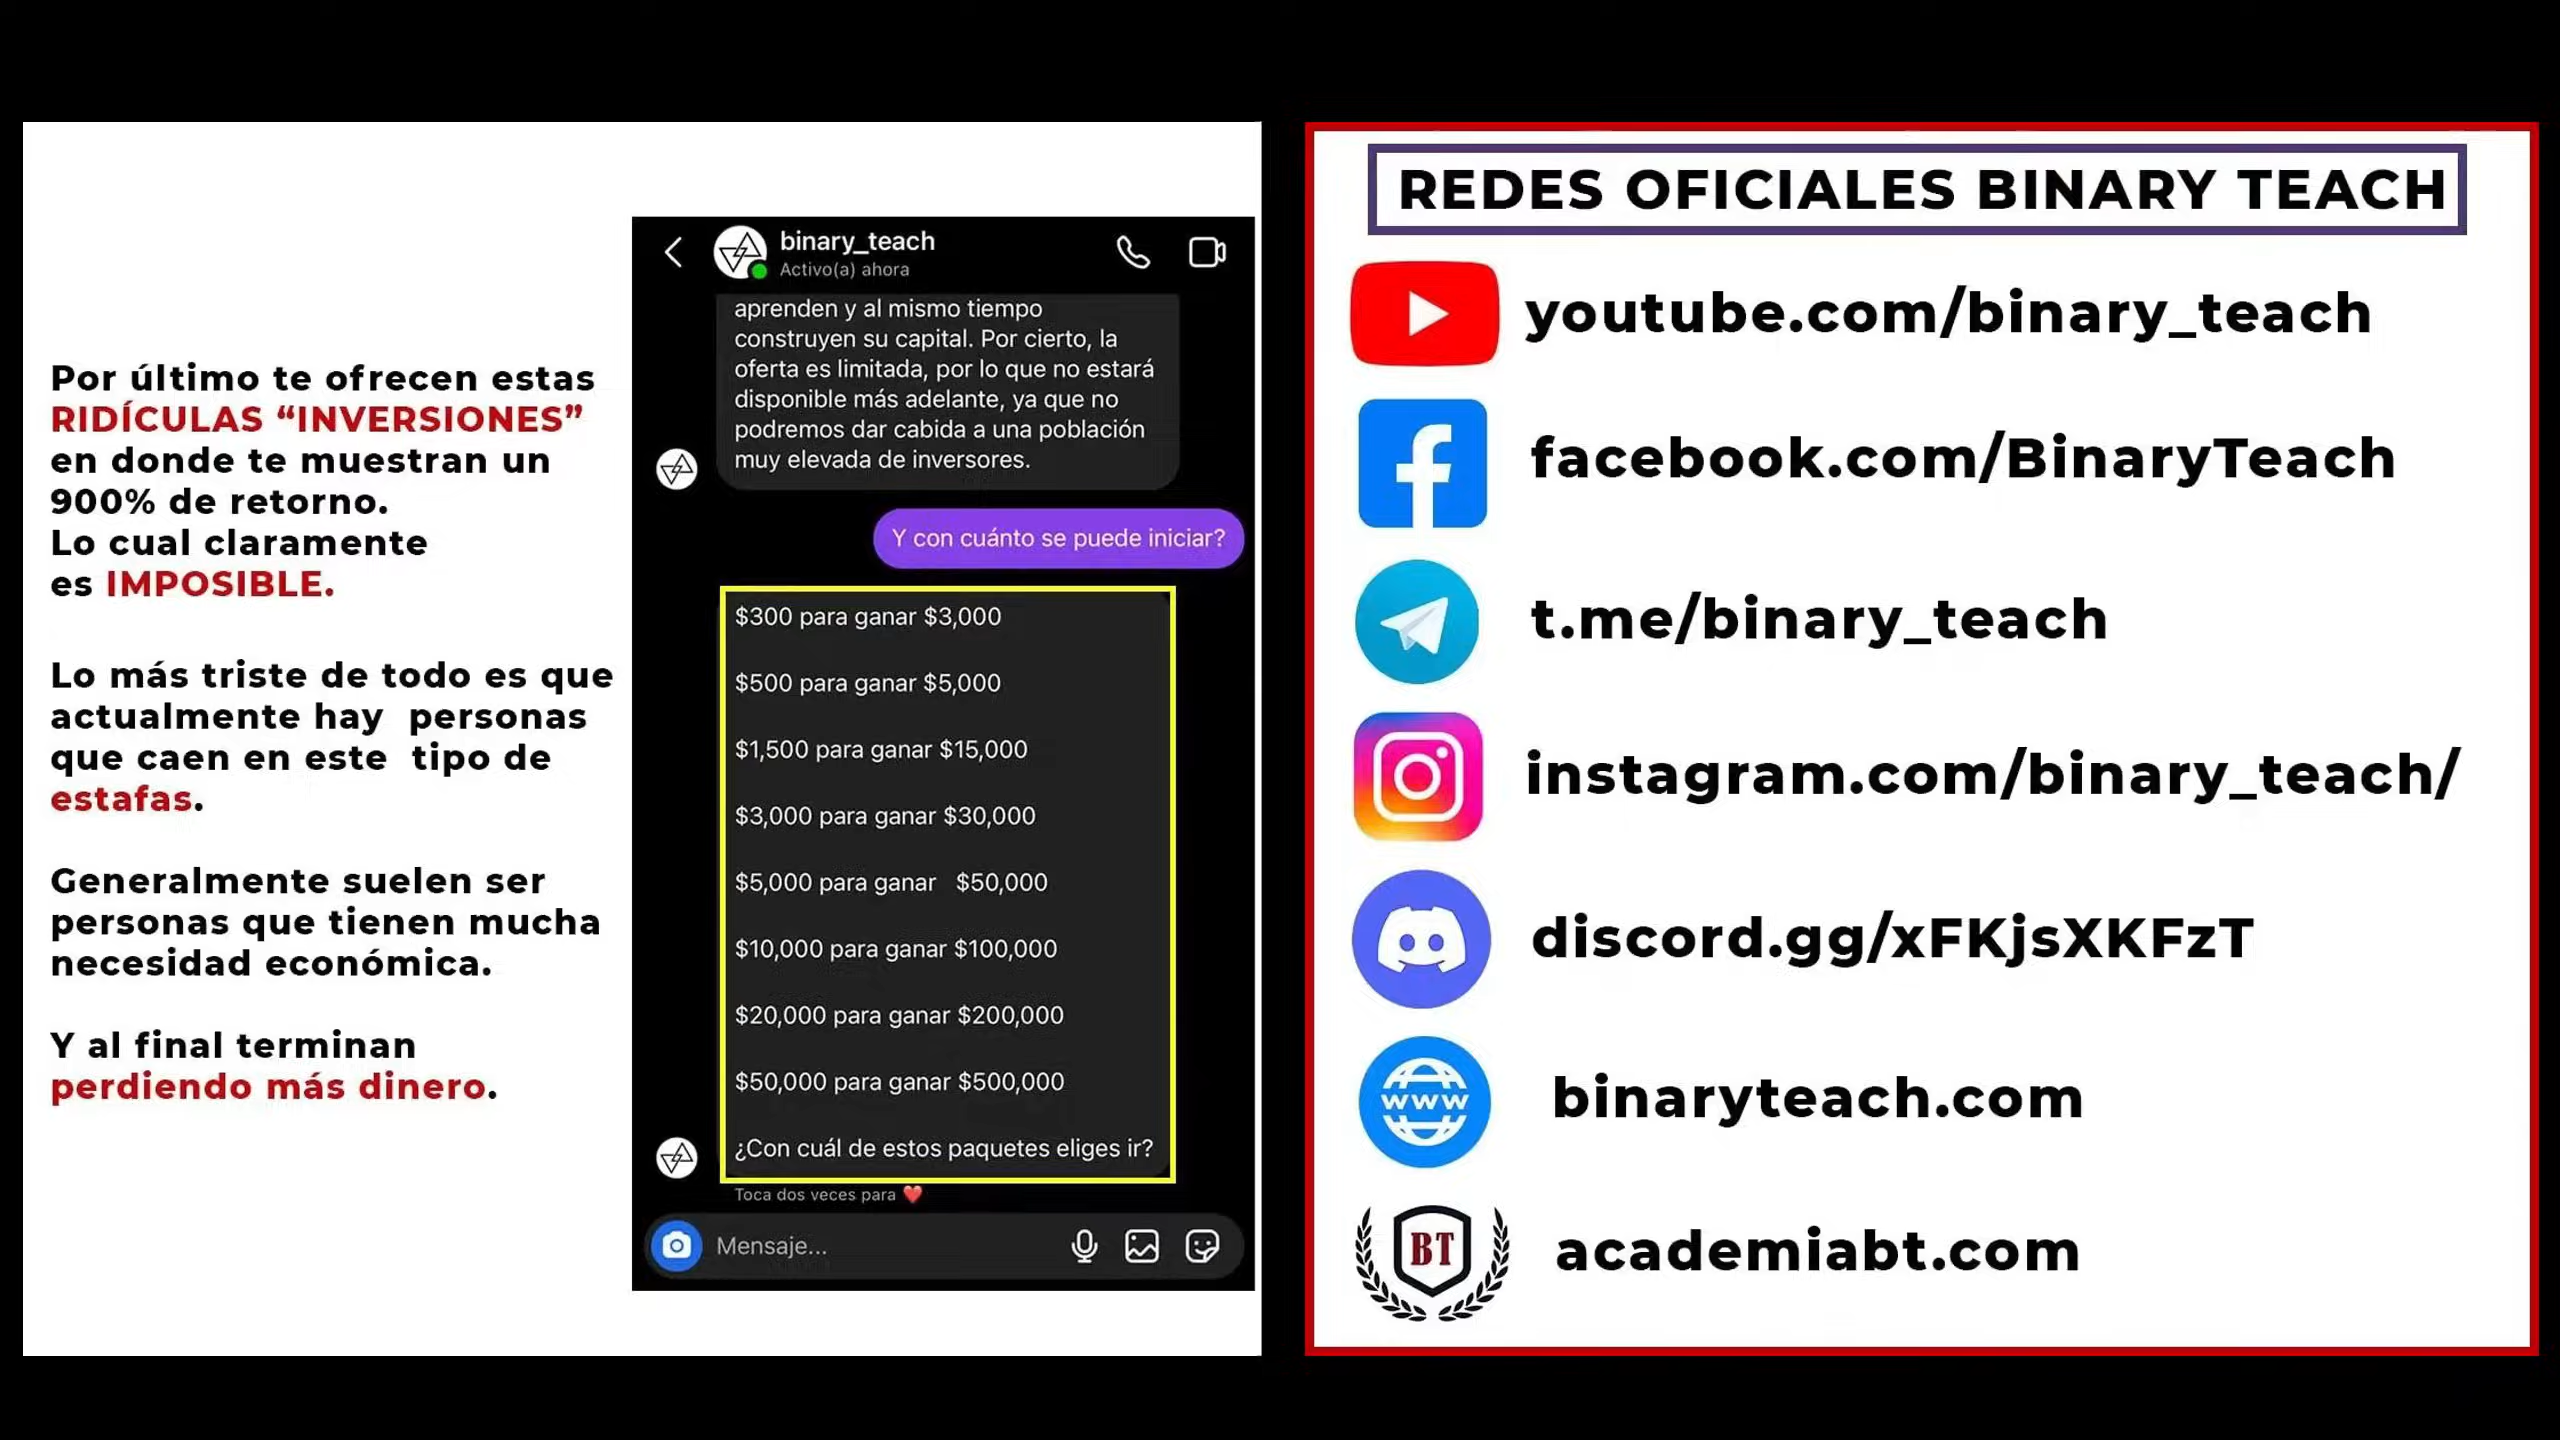 Por último te ofrecen estas
RIDÍCULAS “INVERSIONES”
en donde te muestran un
900% de retorno.
Lo cual claramente
es IMPOSIBLE.
Lo más triste de todo es que
actualmente hay personas
que caen en este tipo de
estafas.
Generalmente suelen ser
personas que tienen mucha
necesidad económica.
Y al final terminan
perdiendo más dinero.
binary_teach
Activo(a) ahora
aprenden y al mismo tiempo
construyen su capital. Por cierto, la
oferta es limitada, por lo que no estará
disponible más adelante, ya que no
podremos dar cabida a una población
muy elevada de inversores.
Y con cuánto se puede iniciar?
$300 para ganar $3,000
$500 para ganar $5,000
$1,500 para ganar $15,000
$3,000 para ganar $30,000
$5,000 para ganar $50,000
$10,000 para ganar $100,000
$20,000 para ganar $200,000
$50,000 para ganar $500,000
¿Con cuál de estos paquetes eliges ir?
Toca dos veces para ❤️
Mensaje...
REDES OFICIALES BINARY TEACH
youtube.com/binary_teach
facebook.com/BinaryTeach
t.me/binary_teach
instagram.com/binary_teach/
discord.gg/xFKjsXKFzT
www
binaryteach.com
BT
academiabt.com